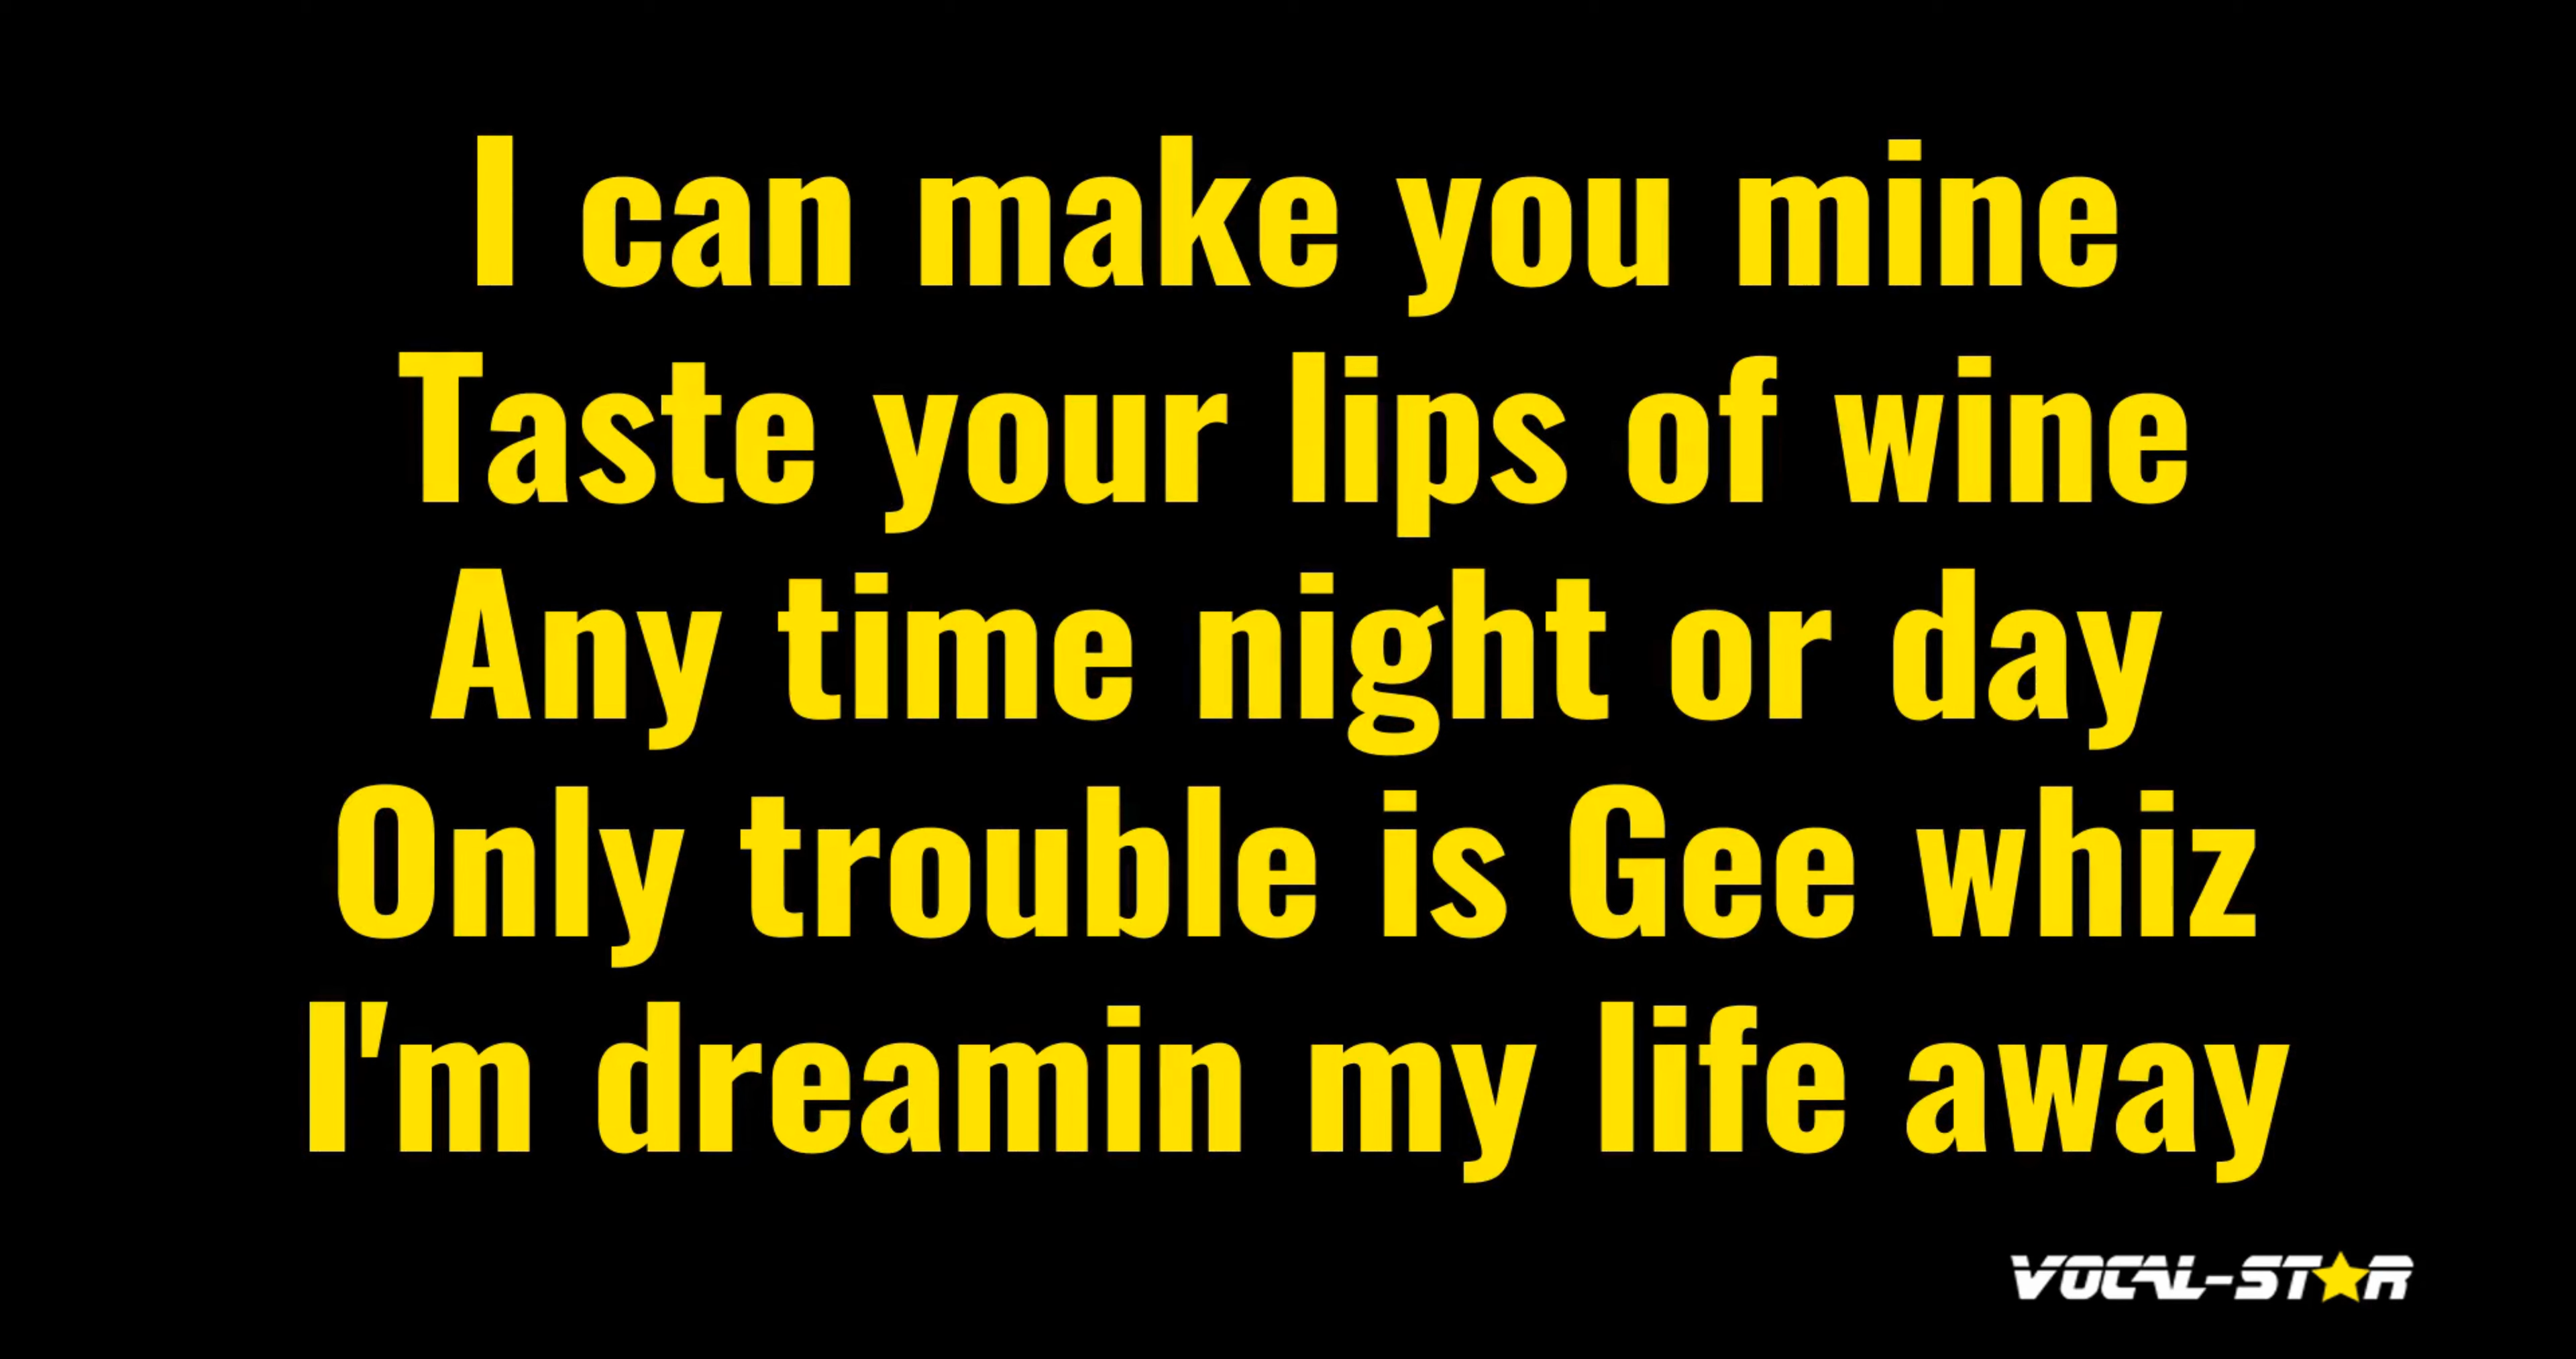 I can make you mine
Taste your lips of wine
Any time night or day
Only trouble is Gee whiz
I'm dreamin my life away
VOCAL-STAR